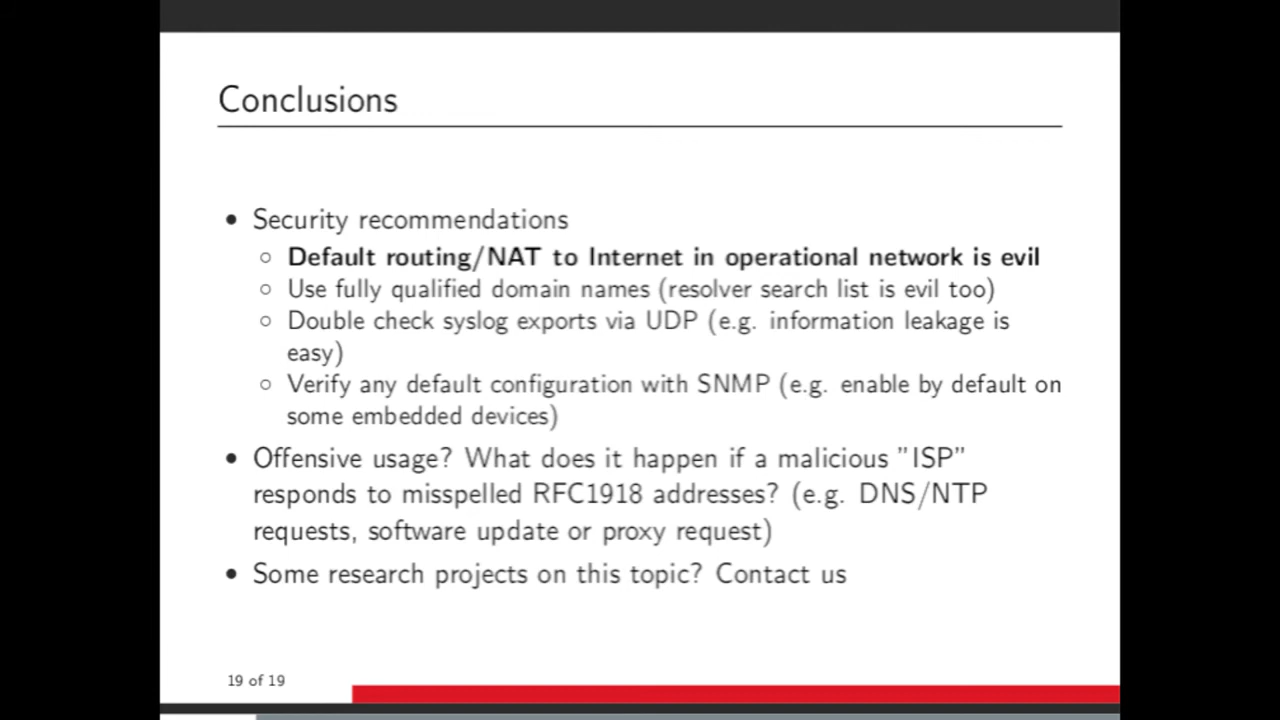 Conclusions
• Security recommendations
◦ Default routing/NAT to Internet in operational network is evil
◦ Use fully qualified domain names (resolver search list is evil too)
◦ Double check syslog exports via UDP (e.g. information leakage is
easy)
◦ Verify any default configuration with SNMP (e.g. enable by default on
some embedded devices)
• Offensive usage? What does it happen if a malicious "ISP"
responds to misspelled RFC1918 addresses? (e.g. DNS/NTP
requests, software update or proxy request)
• Some research projects on this topic? Contact us
19 of 19